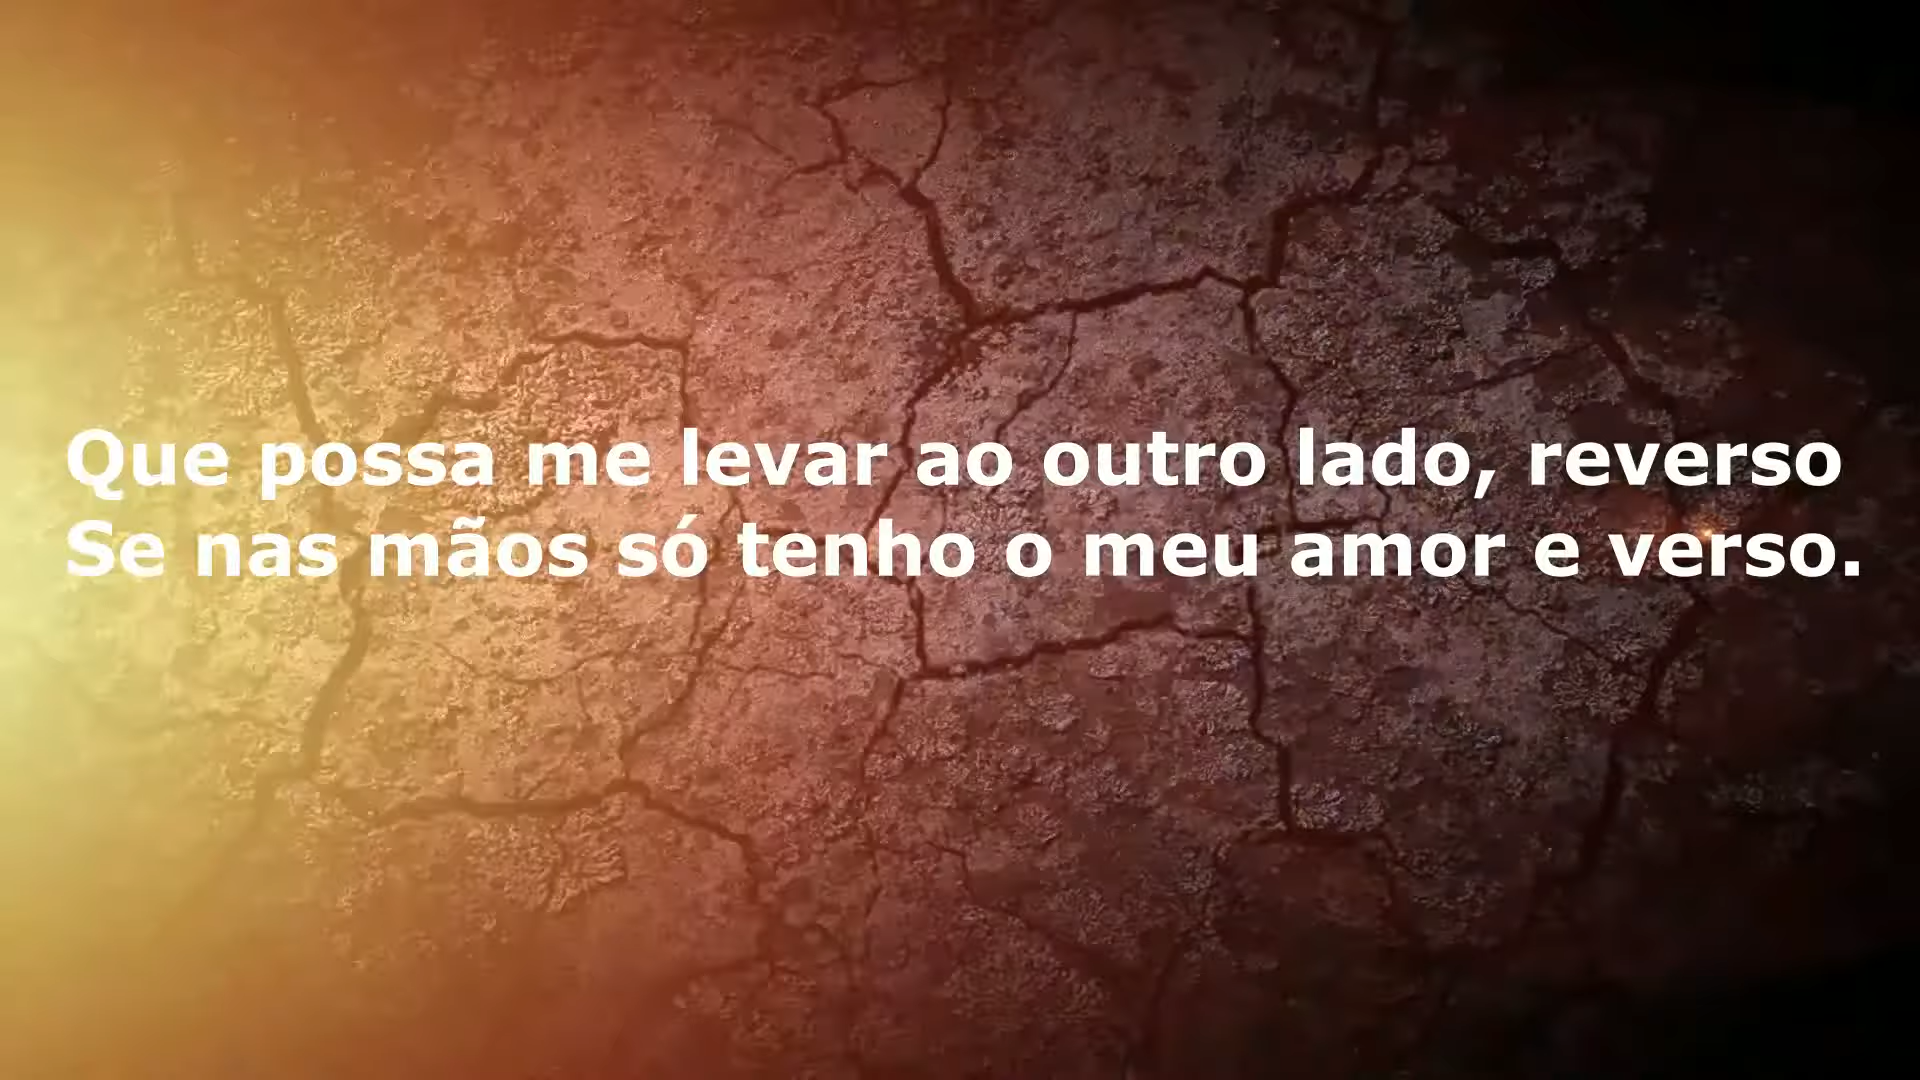 Que possa me levar ao outro lado, reverso
Se nas mãos só tenho o meu amor e verso.